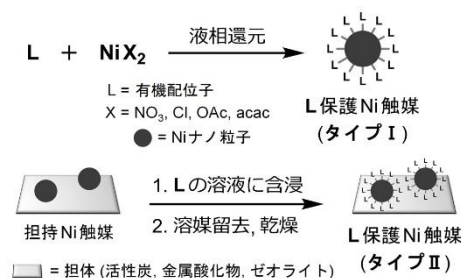 L + NiX2
液相還元
L = 有機配位子
X = NO3, Cl, OAc, acac
= Niナノ粒子
L L L L L L L L L L L L
L保護Ni触媒
(タイプⅠ)
担持Ni触媒
1. Lの溶液に含浸
2. 溶媒留去, 乾燥
L保護Ni触媒
(タイプⅡ)
= 担体 (活性炭, 金属酸化物, ゼオライト)